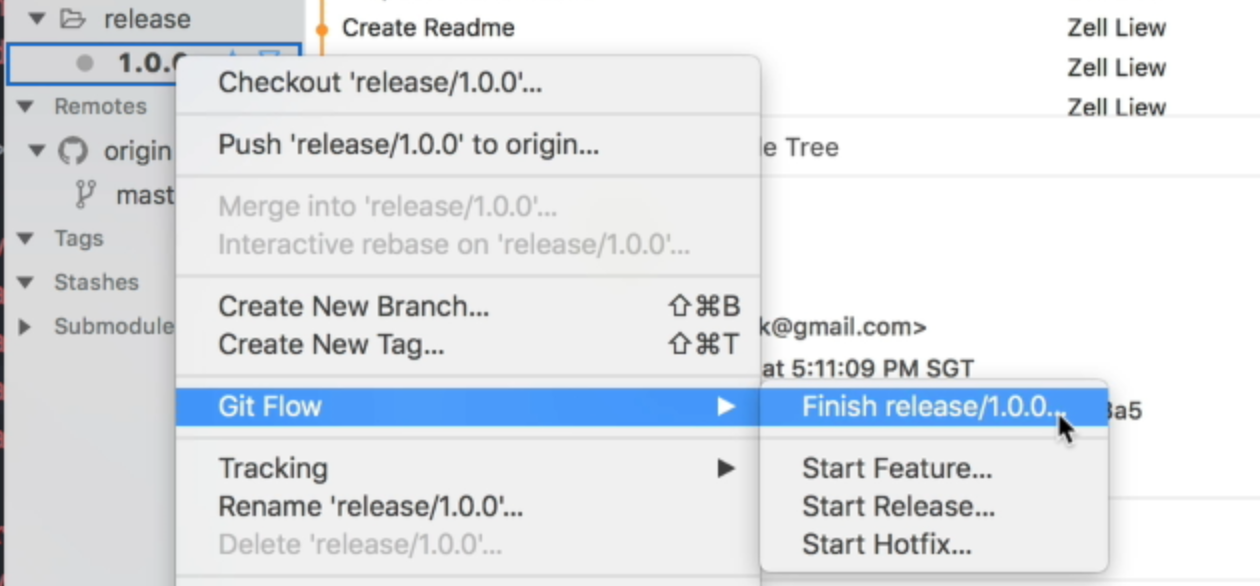 release
Create Readme
Zell Liew
1.0.0
Zell Liew
Zell Liew
Checkout 'release/1.0.0'...
Remotes
Push 'release/1.0.0' to origin...
origin
e Tree
mast
Merge into 'release/1.0.0'...
Tags
Interactive rebase on 'release/1.0.0'...
Stashes
Create New Branch... ⇧⌘B
Submodule
k@gmail.com>
Create New Tag... ⇧⌘T
at 5:11:09 PM SGT
Git Flow
Finish release/1.0.0...
3a5
Tracking
Start Feature...
Rename 'release/1.0.0'...
Start Release...
Delete 'release/1.0.0'...
Start Hotfix...